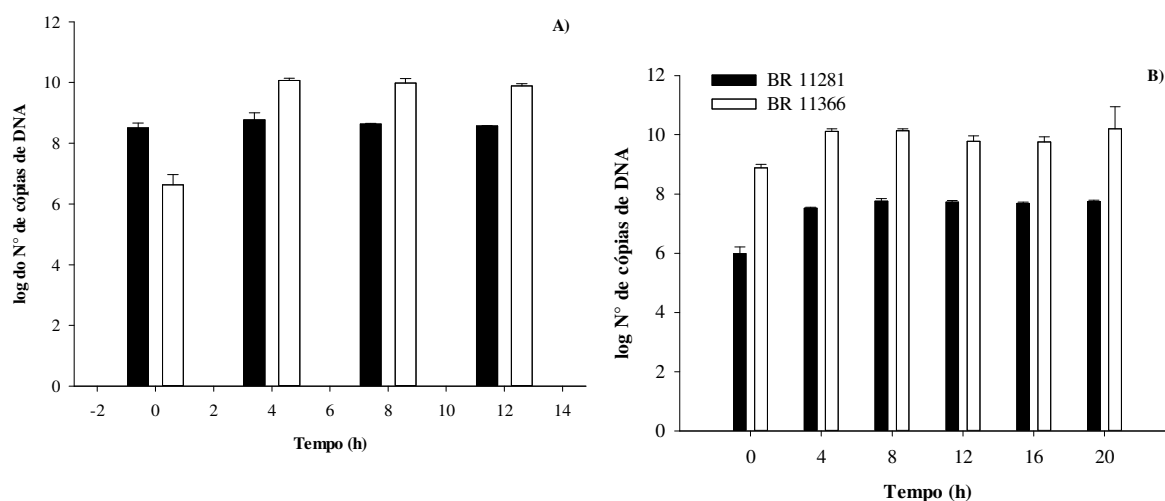 A)
12
10
8
6
4
2
0
log do N° de cópias de DNA
-2 0 2 4 6 8 10 12 14
Tempo (h)
B)
BR 11281
BR 11366
12
10
8
6
4
2
0
log N° de cópias de DNA
0 4 8 12 16 20
Tempo (h)